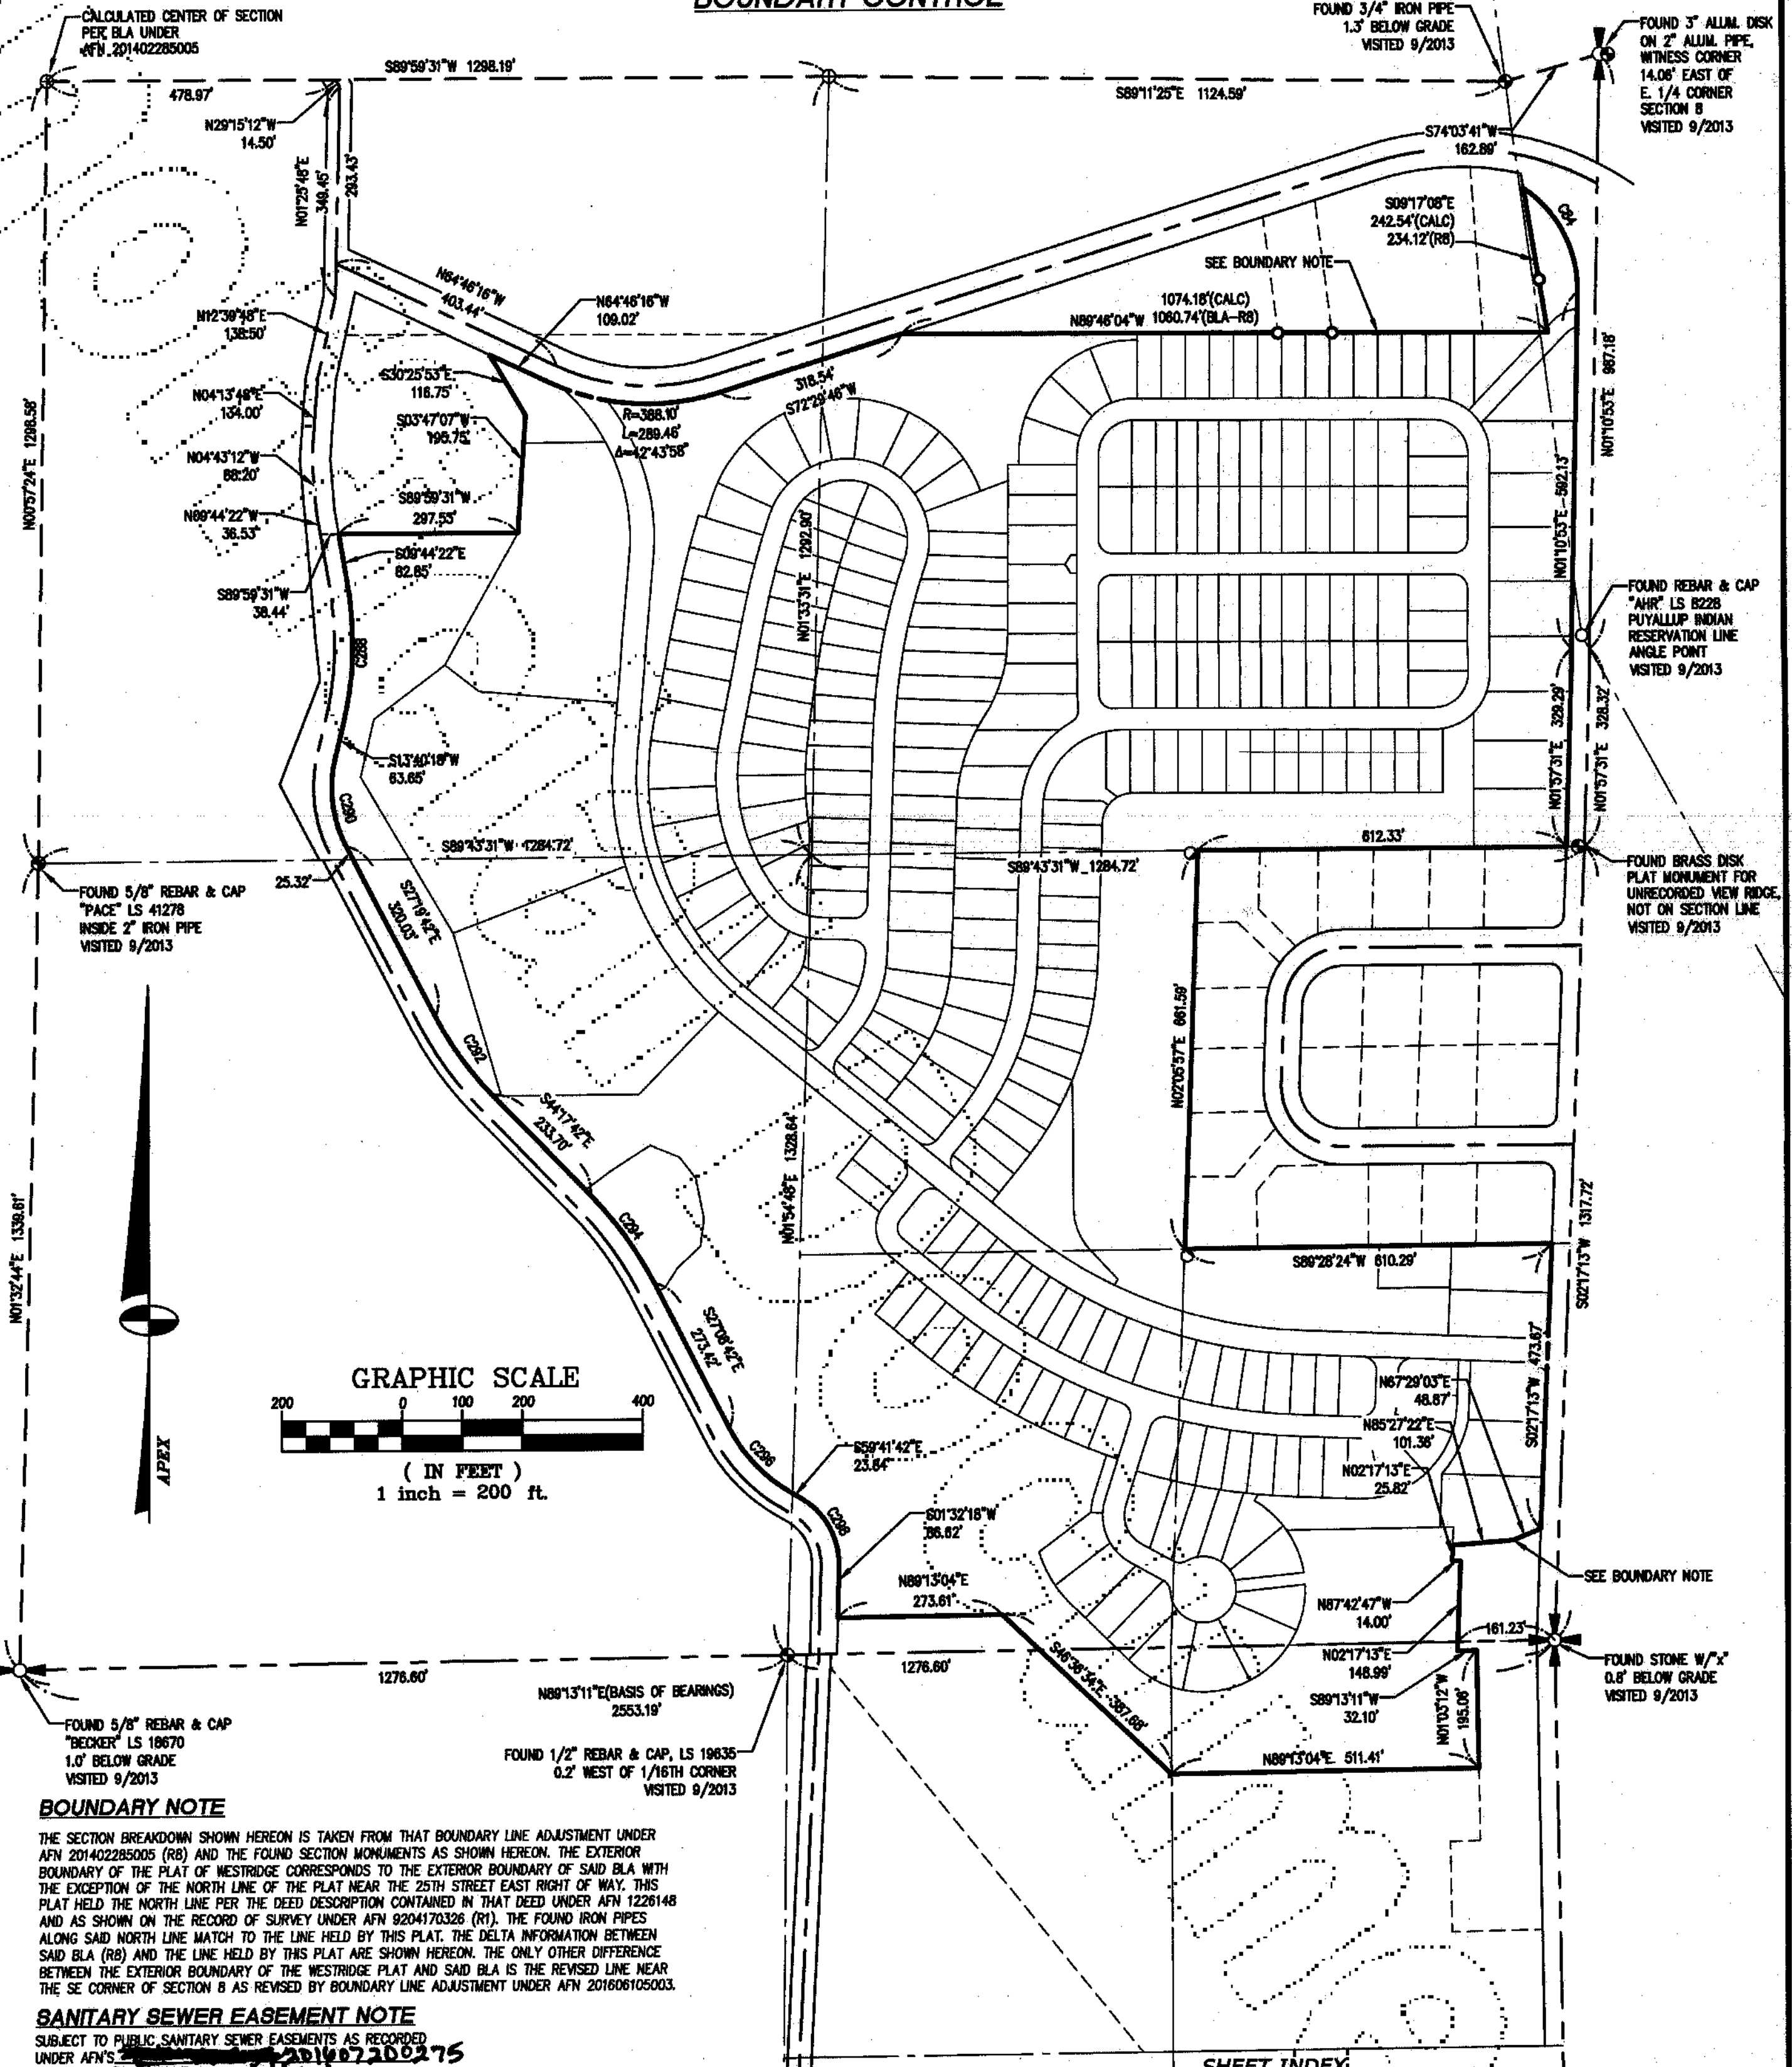 BOUNDARY CONTROL
CALCULATED CENTER OF SECTION
PER BLA UNDER
AFN 201402285005
S89°59'31"W 1298.19'
478.97'
S89°11'25"E 1124.59'
FOUND 3/4" IRON PIPE
1.3' BELOW GRADE
VISITED 9/2013
FOUND 3" ALUM. DISK
ON 2" ALUM. PIPE,
WITNESS CORNER
14.06' EAST OF
E. 1/4 CORNER
SECTION 8
VISITED 9/2013
N29°15'12"W
14.50'
N01°25'48"E
349.45'
293.43'
S74°03'41"W
162.89'
S09°17'08"E
242.54'(CALC)
234.12'(R8)
C84
SEE BOUNDARY NOTE
1074.18'(CALC)
N89°46'04"W 1060.74'(BLA-R8)
N64°46'16"W
403.44'
N64°46'16"W
109.02'
N12°39'48"E
138.50'
S30°25'53"E
116.75'
N04°13'48"E
134.00'
S03°47'07"W
195.75'
R=388.10'
L=289.46'
Δ=42°43'58"
318.54'
S72°29'46"W
N04°43'12"W
68.20'
S89°59'31"W
297.53'
N09°44'22"W
36.53'
S09°44'22"E
82.65'
S89°59'31"W
38.44'
N00°57'24"E 1298.58'
N01°33'31"E 1292.90'
N01°10'53"E 987.18'
N01°10'53"E 592.13'
FOUND REBAR & CAP
"AHR" LS 8228
PUYALLUP INDIAN
RESERVATION LINE
ANGLE POINT
VISITED 9/2013
C288
S13°40'18"W
63.65'
C290
N01°57'31"E 329.29'
N01°57'31"E 328.32'
S89°43'31"W 1284.72'
S89°43'31"W 1284.72'
612.33'
25.32'
FOUND 5/8" REBAR & CAP
"PACE" LS 41278
INSIDE 2" IRON PIPE
VISITED 9/2013
FOUND BRASS DISK
PLAT MONUMENT FOR
UNRECORDED VIEW RIDGE,
NOT ON SECTION LINE
VISITED 9/2013
S27°19'42"E
320.03'
C292
N02°05'57"E 661.59'
S44°17'42"E
233.70'
N01°54'48"E 1328.64'
C294
S89°28'24"W 610.29'
S02°17'13"W 1317.72'
N01°32'44"E 1339.61'
S27°08'42"E
273.42'
S02°17'13"W 473.67'
GRAPHIC SCALE
200 0 100 200 400
( IN FEET )
1 inch = 200 ft.
APEX
N67°29'03"E
48.87'
N85°27'22"E
101.36'
N02°17'13"E
25.82'
C296
S59°41'42"E
23.64'
C298
S01°32'18"W
86.62'
SEE BOUNDARY NOTE
N89°13'04"E
273.61'
N87°42'47"W
14.00'
161.23'
N02°17'13"E
148.99'
S89°13'11"W
32.10'
N01°03'12"W
195.06'
S46°36'34"E 387.68'
N89°13'04"E 511.41'
FOUND STONE W/"x"
0.8' BELOW GRADE
VISITED 9/2013
1276.60'
1276.60'
N89°13'11"E(BASIS OF BEARINGS)
2553.19'
FOUND 5/8" REBAR & CAP
"BECKER" LS 18670
1.0' BELOW GRADE
VISITED 9/2013
FOUND 1/2" REBAR & CAP, LS 19635
0.2' WEST OF 1/16TH CORNER
VISITED 9/2013
BOUNDARY NOTE
THE SECTION BREAKDOWN SHOWN HEREON IS TAKEN FROM THAT BOUNDARY LINE ADJUSTMENT UNDER
AFN 201402285005 (R8) AND THE FOUND SECTION MONUMENTS AS SHOWN HEREON. THE EXTERIOR
BOUNDARY OF THE PLAT OF WESTRIDGE CORRESPONDS TO THE EXTERIOR BOUNDARY OF SAID BLA WITH
THE EXCEPTION OF THE NORTH LINE OF THE PLAT NEAR THE 25TH STREET EAST RIGHT OF WAY. THIS
PLAT HELD THE NORTH LINE PER THE DEED DESCRIPTION CONTAINED IN THAT DEED UNDER AFN 1226148
AND AS SHOWN ON THE RECORD OF SURVEY UNDER AFN 9204170326 (R1). THE FOUND IRON PIPES
ALONG SAID NORTH LINE MATCH TO THE LINE HELD BY THIS PLAT. THE DELTA INFORMATION BETWEEN
SAID BLA (R8) AND THE LINE HELD BY THIS PLAT ARE SHOWN HEREON. THE ONLY OTHER DIFFERENCE
BETWEEN THE EXTERIOR BOUNDARY OF THE WESTRIDGE PLAT AND SAID BLA IS THE REVISED LINE NEAR
THE SE CORNER OF SECTION 8 AS REVISED BY BOUNDARY LINE ADJUSTMENT UNDER AFN 201606105003.
SANITARY SEWER EASEMENT NOTE
SUBJECT TO PUBLIC SANITARY SEWER EASEMENTS AS RECORDED
UNDER AFN'S 201607200275
SHEET INDEX: